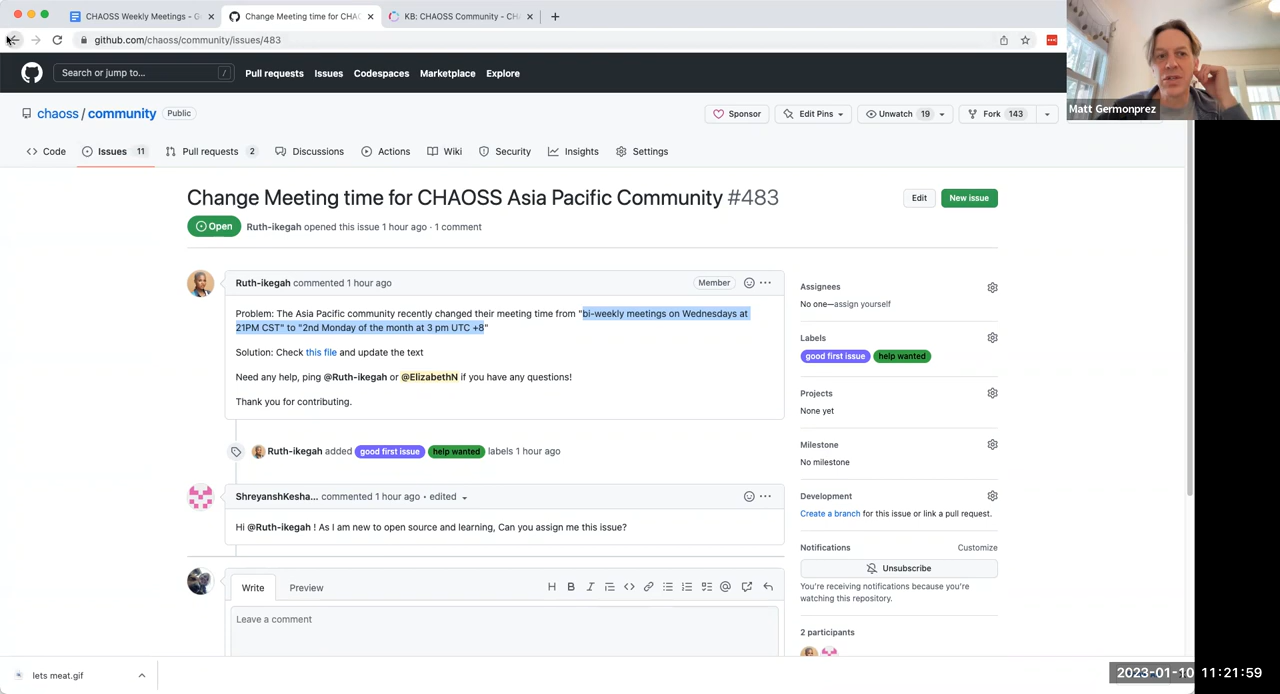 CHAOSS Weekly Meetings - G
Change Meeting time for CHAO
KB: CHAOSS Community - CH
github.com/chaoss/community/issues/483
Search or jump to...
/
Pull requests
Issues
Codespaces
Marketplace
Explore
Matt Germonprez
chaoss / community
Public
Sponsor
Edit Pins
Unwatch 19
Fork 143
Code
Issues 11
Pull requests 2
Discussions
Actions
Wiki
Security
Insights
Settings
Change Meeting time for CHAOSS Asia Pacific Community #483
Edit
New issue
Open
Ruth-ikegah opened this issue 1 hour ago · 1 comment
Ruth-ikegah commented 1 hour ago
Member
Problem: The Asia Pacific community recently changed their meeting time from "bi-weekly meetings on Wednesdays at
21PM CST" to "2nd Monday of the month at 3 pm UTC +8"
Solution: Check this file and update the text
Need any help, ping @Ruth-ikegah or @ElizabethN if you have any questions!
Thank you for contributing.
Ruth-ikegah added good first issue help wanted labels 1 hour ago
ShreyanshKesha... commented 1 hour ago • edited
Hi @Ruth-ikegah ! As I am new to open source and learning, Can you assign me this issue?
Write
Preview
Leave a comment
Assignees
No one—assign yourself
Labels
good first issue
help wanted
Projects
None yet
Milestone
No milestone
Development
Create a branch for this issue or link a pull request.
Notifications
Customize
Unsubscribe
You're receiving notifications because you're
watching this repository.
2 participants
lets meat.gif
2023-01-10 11:21:59